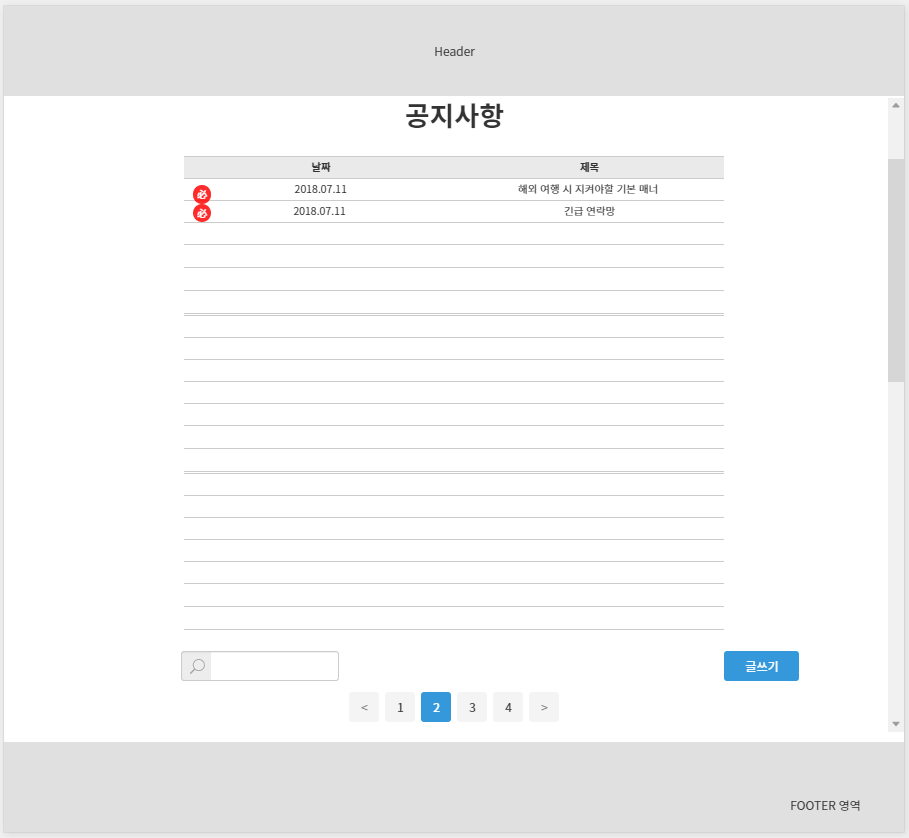 Header
공지사항
날짜 제목
必 2018.07.11 해외 여행 시 지켜야할 기본 매너
必 2018.07.11 긴급 연락망
글쓰기
< 1 2 3 4 >
FOOTER 영역